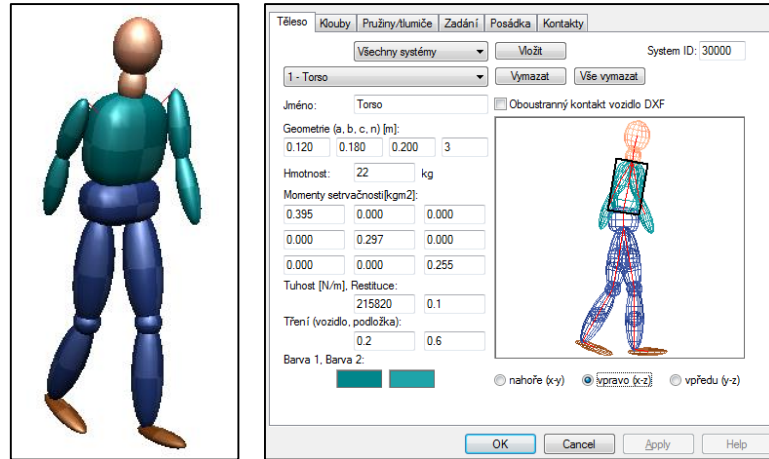 Těleso Klouby Pružiny/tlumiče Zadání Posádka Kontakty
Všechny systémy Vložit System ID: 30000
1 - Torso Vymazat Vše vymazat
Jméno: Torso Oboustranný kontakt vozidlo DXF
Geometrie (a, b, c, n) [m]:
0.120 0.180 0.200 3
Hmotnost: 22 kg
Momenty setrvačnosti[kgm2]:
0.395 0.000 0.000
0.000 0.297 0.000
0.000 0.000 0.255
Tuhost [N/m], Restituce:
215820 0.1
Tření (vozidlo, podložka):
0.2 0.6
Barva 1, Barva 2:
nahoře (x-y) vpravo (x-z) vpředu (y-z)
OK Cancel Apply Help